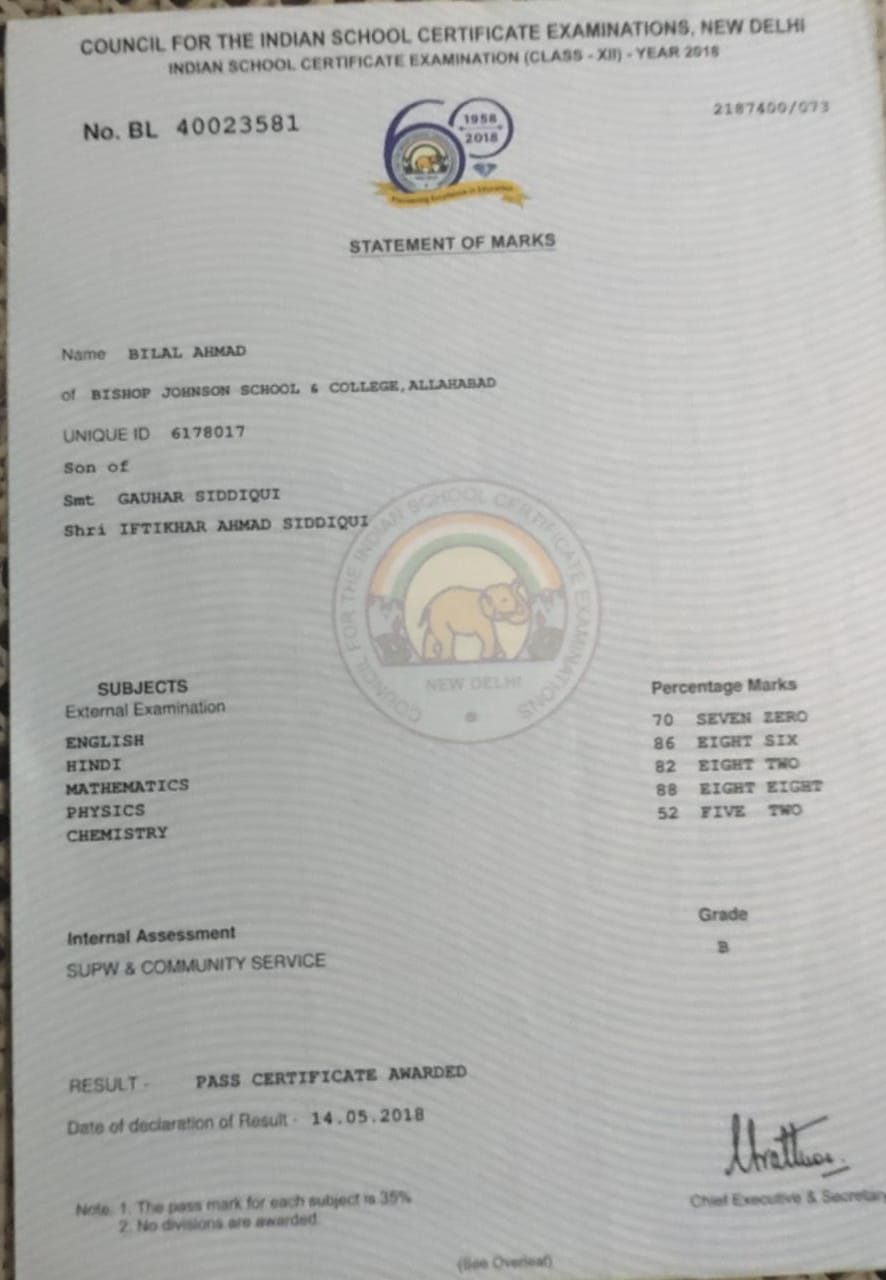 COUNCIL FOR THE INDIAN SCHOOL CERTIFICATE EXAMINATIONS, NEW DELHI
INDIAN SCHOOL CERTIFICATE EXAMINATION (CLASS - XII) - YEAR 2018
No. BL 40023581
2187400/073
1958
2018
Pioneering Excellence in Education
STATEMENT OF MARKS
Name BILAL AHMAD
of BISHOP JOHNSON SCHOOL & COLLEGE, ALLAHABAD
UNIQUE ID 6178017
Son of
Smt GAUHAR SIDDIQUI
Shri IFTIKHAR AHMAD SIDDIQUI
COUNCIL FOR THE INDIAN SCHOOL CERTIFICATE EXAMINATIONS
NEW DELHI
SUBJECTS Percentage Marks
External Examination
ENGLISH 70 SEVEN ZERO
HINDI 86 EIGHT SIX
MATHEMATICS 82 EIGHT TWO
PHYSICS 88 EIGHT EIGHT
CHEMISTRY 52 FIVE TWO
Internal Assessment Grade
SUPW & COMMUNITY SERVICE B
RESULT - PASS CERTIFICATE AWARDED
Date of declaration of Result - 14.05.2018
Chief Executive & Secretary
Note: 1. The pass mark for each subject is 35%
2. No divisions are awarded.
(See Overleaf)